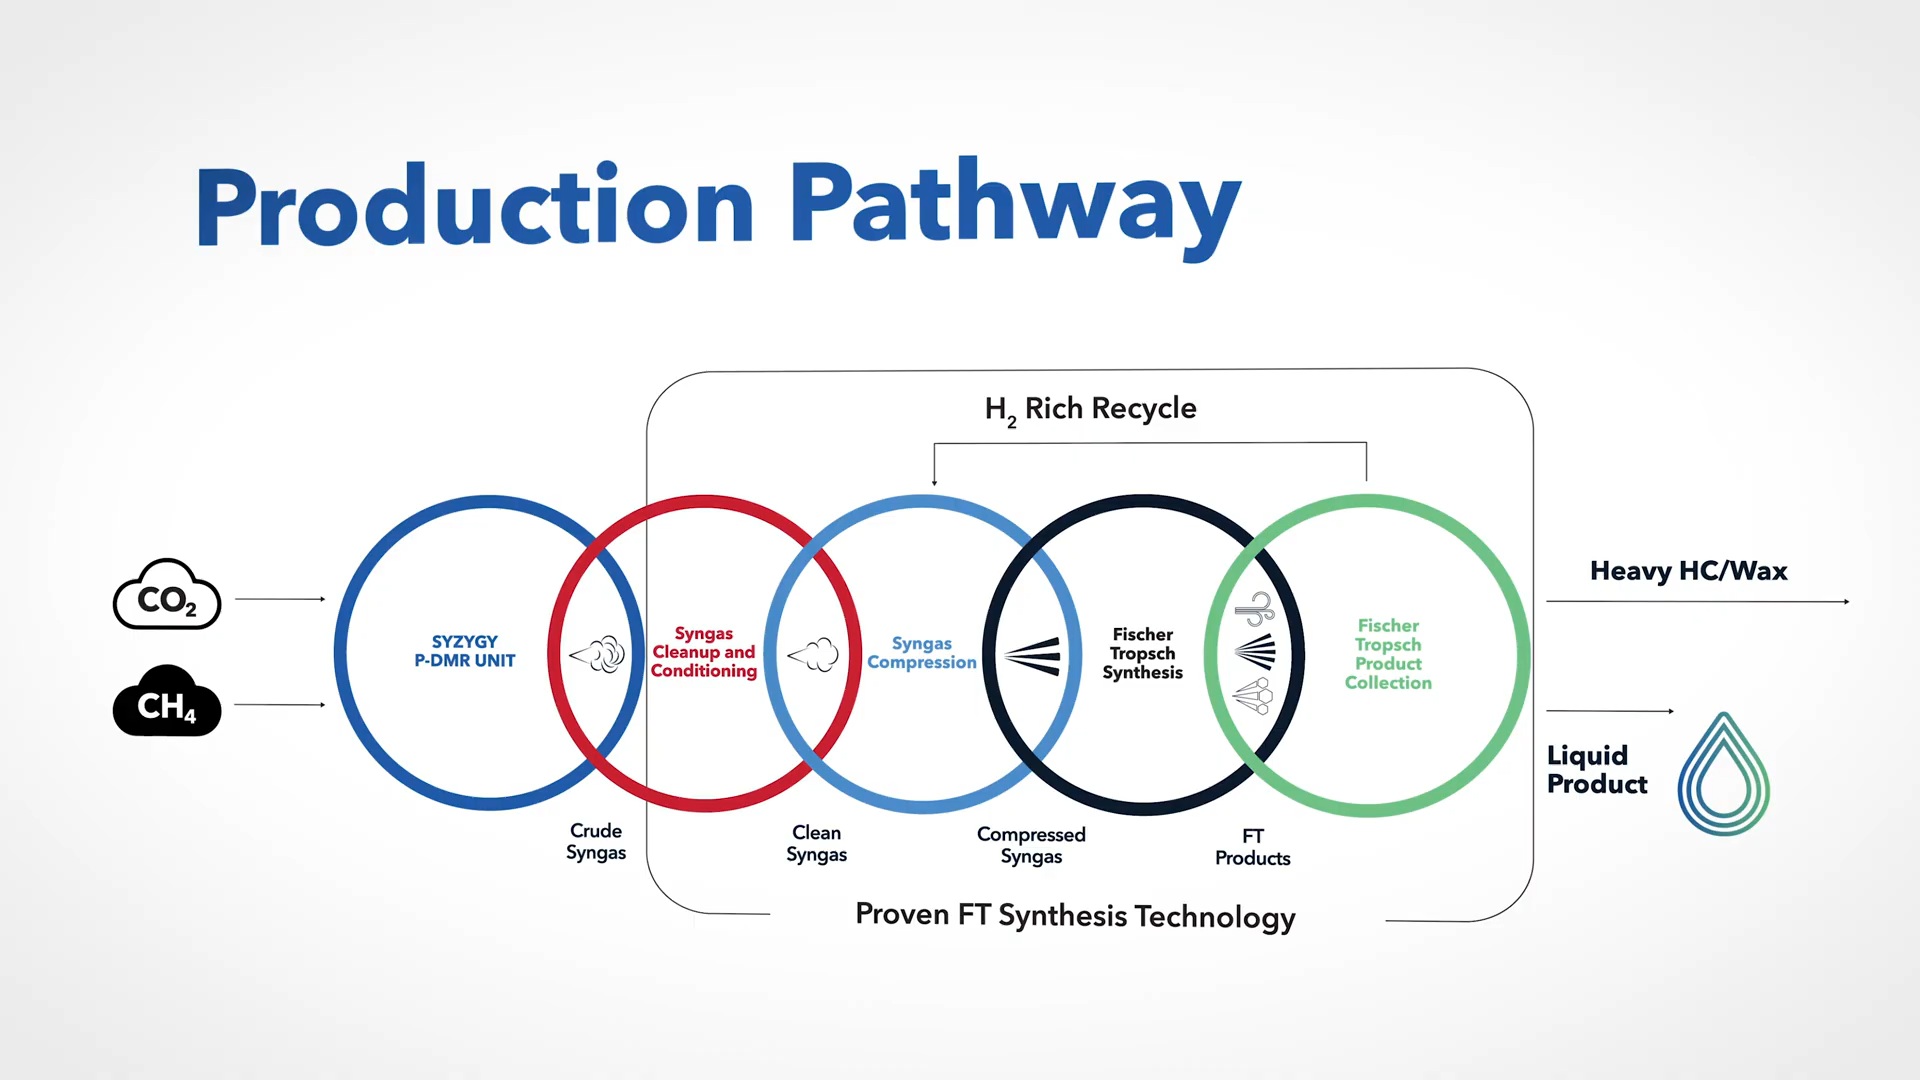 Production Pathway
H2 Rich Recycle
CO2
CH4
SYZYGY
P-DMR UNIT
Syngas
Cleanup and
Conditioning
Syngas
Compression
Fischer
Tropsch
Synthesis
Fischer
Tropsch
Product
Collection
Heavy HC/Wax
Liquid
Product
Crude
Syngas
Clean
Syngas
Compressed
Syngas
FT
Products
Proven FT Synthesis Technology